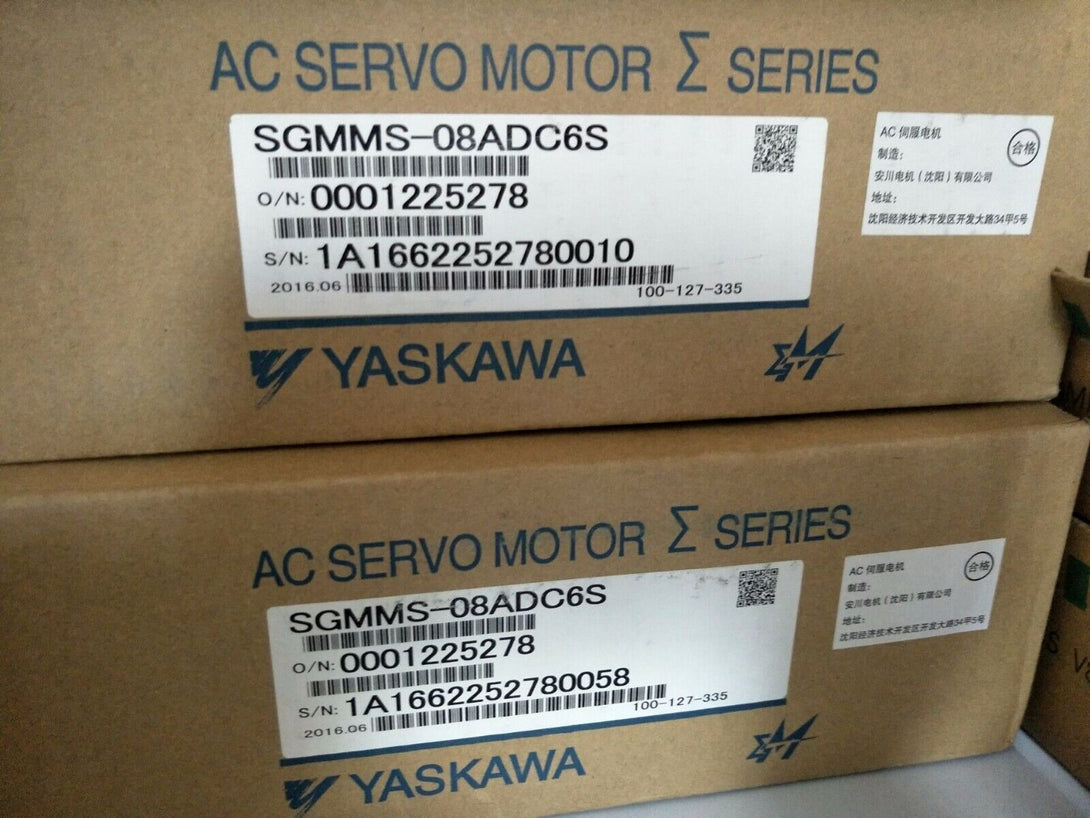 AC SERVO MOTOR Σ SERIES
SGMMS-08ADC6S
O/N: 0001225278
S/N: 1A1662252780010
2016.06
100-127-335
AC 伺服电机
合格
制造：
安川电机（沈阳）有限公司
地址：
沈阳经济技术开发区开发大路34甲5号
YASKAWA
AC SERVO MOTOR Σ SERIES
SGMMS-08ADC6S
O/N: 0001225278
S/N: 1A1662252780058
2016.06
100-127-335
AC 伺服电机
合格
制造：
安川电机（沈阳）有限公司
地址：
沈阳经济技术开发区开发大路34甲5号
YASKAWA